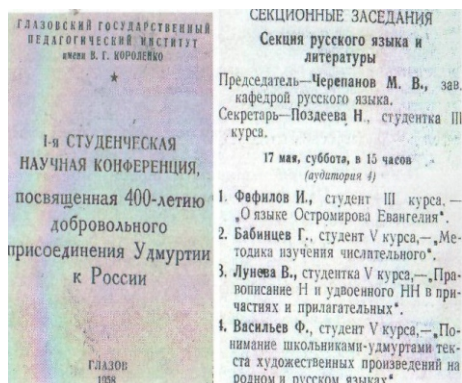 ГЛАЗОВСКИЙ ГОСУДАРСТВЕННЫЙ
ПЕДАГОГИЧЕСКИЙ ИНСТИТУТ
имени В. Г. КОРОЛЕНКО
I-я СТУДЕНЧЕСКАЯ
НАУЧНАЯ КОНФЕРЕНЦИЯ,
посвященная 400-летию
добровольного
присоединения Удмуртии
к России
ГЛАЗОВ
1958
СЕКЦИОННЫЕ ЗАСЕДАНИЯ
Секция русского языка и
литературы
Председатель—Черепанов М. В., зав.
кафедрой русского языка.
Секретарь—Поздеева Н., студентка III
курса.
17 мая, суббота, в 15 часов
(аудитория 4)
1. Фефилов И., студент III курса,—
„О языке Остромирова Евангелия".
2. Бабинцев Г., студент V курса,—„Ме-
тодика изучения числительного".
3. Лунева В., студентка V курса,—„Пра-
вописание Н и удвоенного НН в при-
частиях и прилагательных".
4. Васильев Ф., студент V курса,—„По-
нимание школьниками-удмуртами тек-
ста художественных произведений на
родном и русском языках".